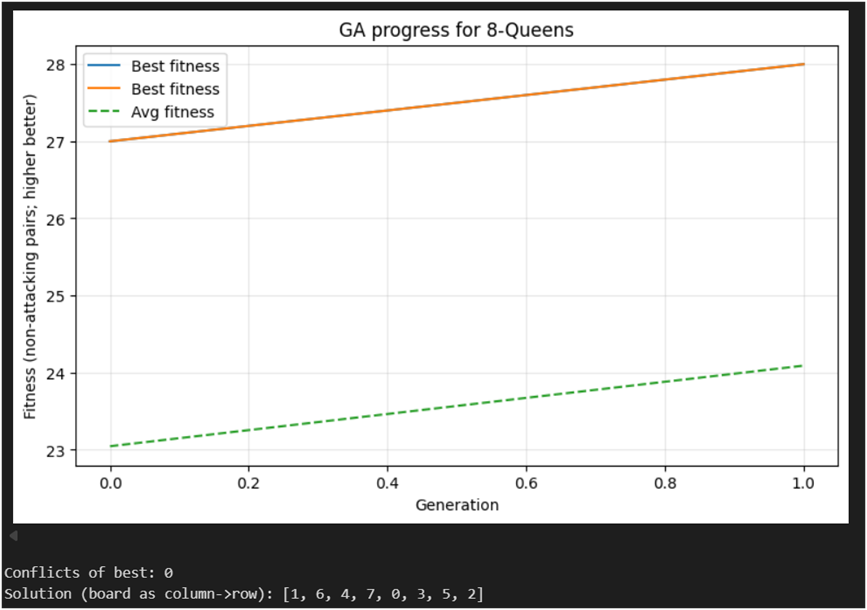 GA progress for 8-Queens
Best fitness
Best fitness
Avg fitness
Fitness (non-attacking pairs; higher better)
28
27
26
25
24
23
0.0 0.2 0.4 0.6 0.8 1.0
Generation
Conflicts of best: 0
Solution (board as column->row): [1, 6, 4, 7, 0, 3, 5, 2]